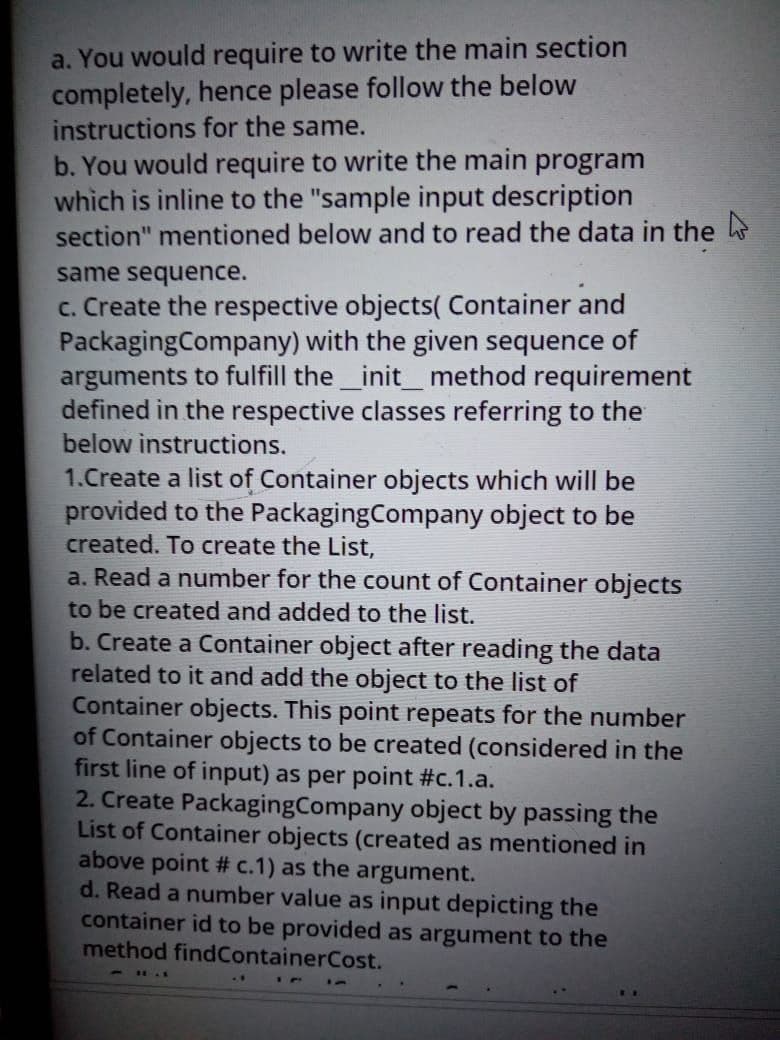 a. You would require to write the main section
completely, hence please follow the below
instructions for the same.
b. You would require to write the main program
which is inline to the "sample input description
section" mentioned below and to read the data in the
same sequence.
c. Create the respective objects( Container and
PackagingCompany) with the given sequence of
arguments to fulfill the __init__ method requirement
defined in the respective classes referring to the
below instructions.
1.Create a list of Container objects which will be
provided to the PackagingCompany object to be
created. To create the List,
a. Read a number for the count of Container objects
to be created and added to the list.
b. Create a Container object after reading the data
related to it and add the object to the list of
Container objects. This point repeats for the number
of Container objects to be created (considered in the
first line of input) as per point #c.1.a.
2. Create PackagingCompany object by passing the
List of Container objects (created as mentioned in
above point # c.1) as the argument.
d. Read a number value as input depicting the
container id to be provided as argument to the
method findContainerCost.